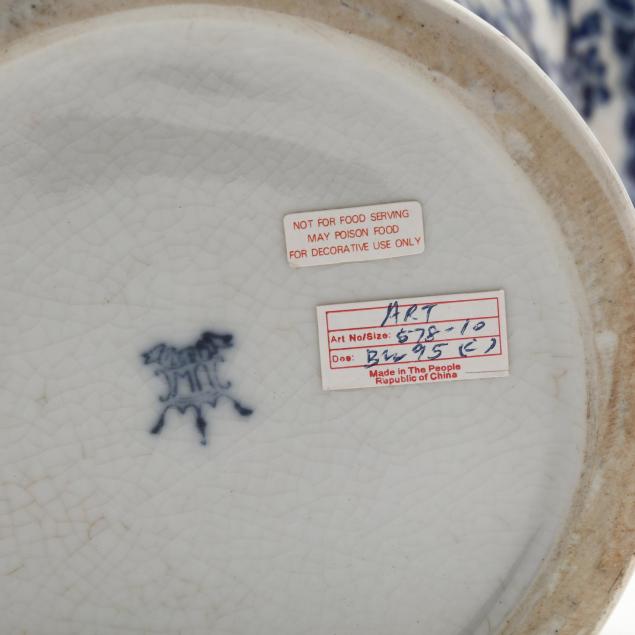 NOT FOR FOOD SERVING
MAY POISON FOOD
FOR DECORATIVE USE ONLY
ART
Art No/Size: 578-10
Des: 95
Made in The People
Republic of China